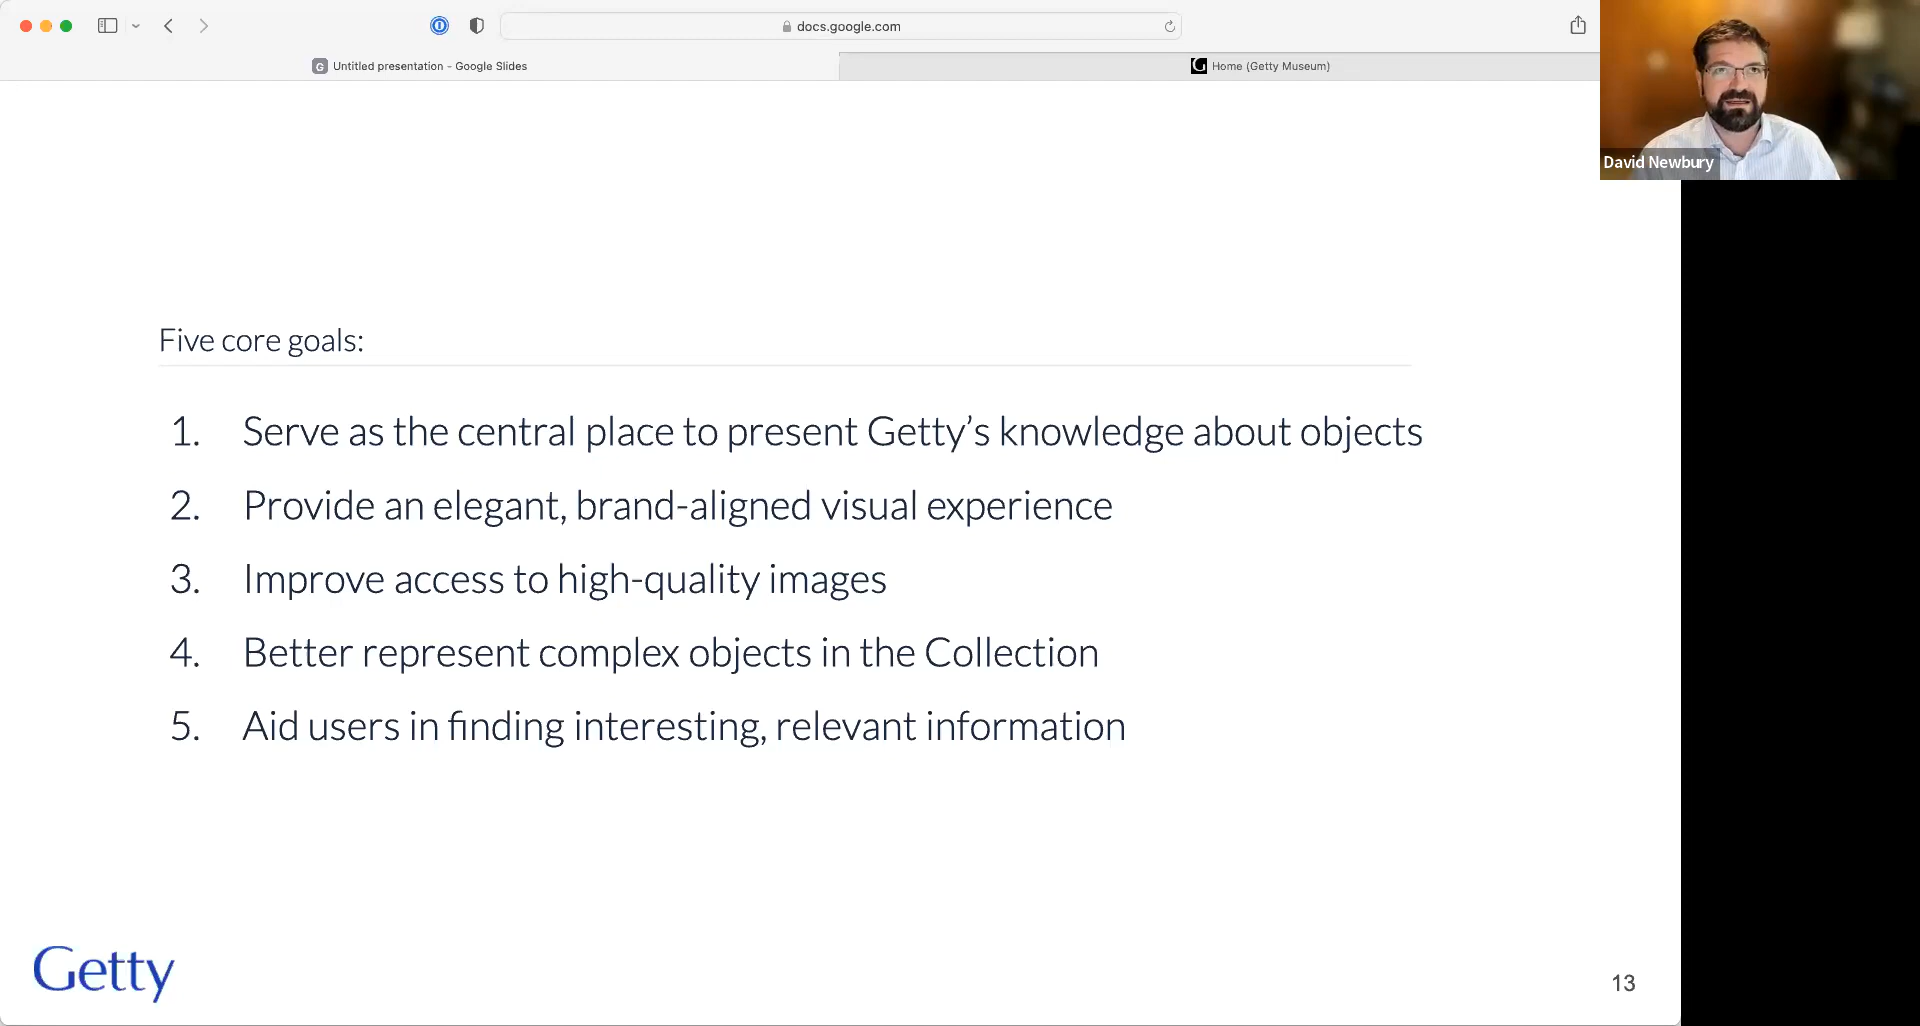 docs.google.com
Untitled presentation - Google Slides
Home (Getty Museum)
David Newbury
Five core goals:
1. Serve as the central place to present Getty’s knowledge about objects
2. Provide an elegant, brand-aligned visual experience
3. Improve access to high-quality images
4. Better represent complex objects in the Collection
5. Aid users in finding interesting, relevant information
Getty
13